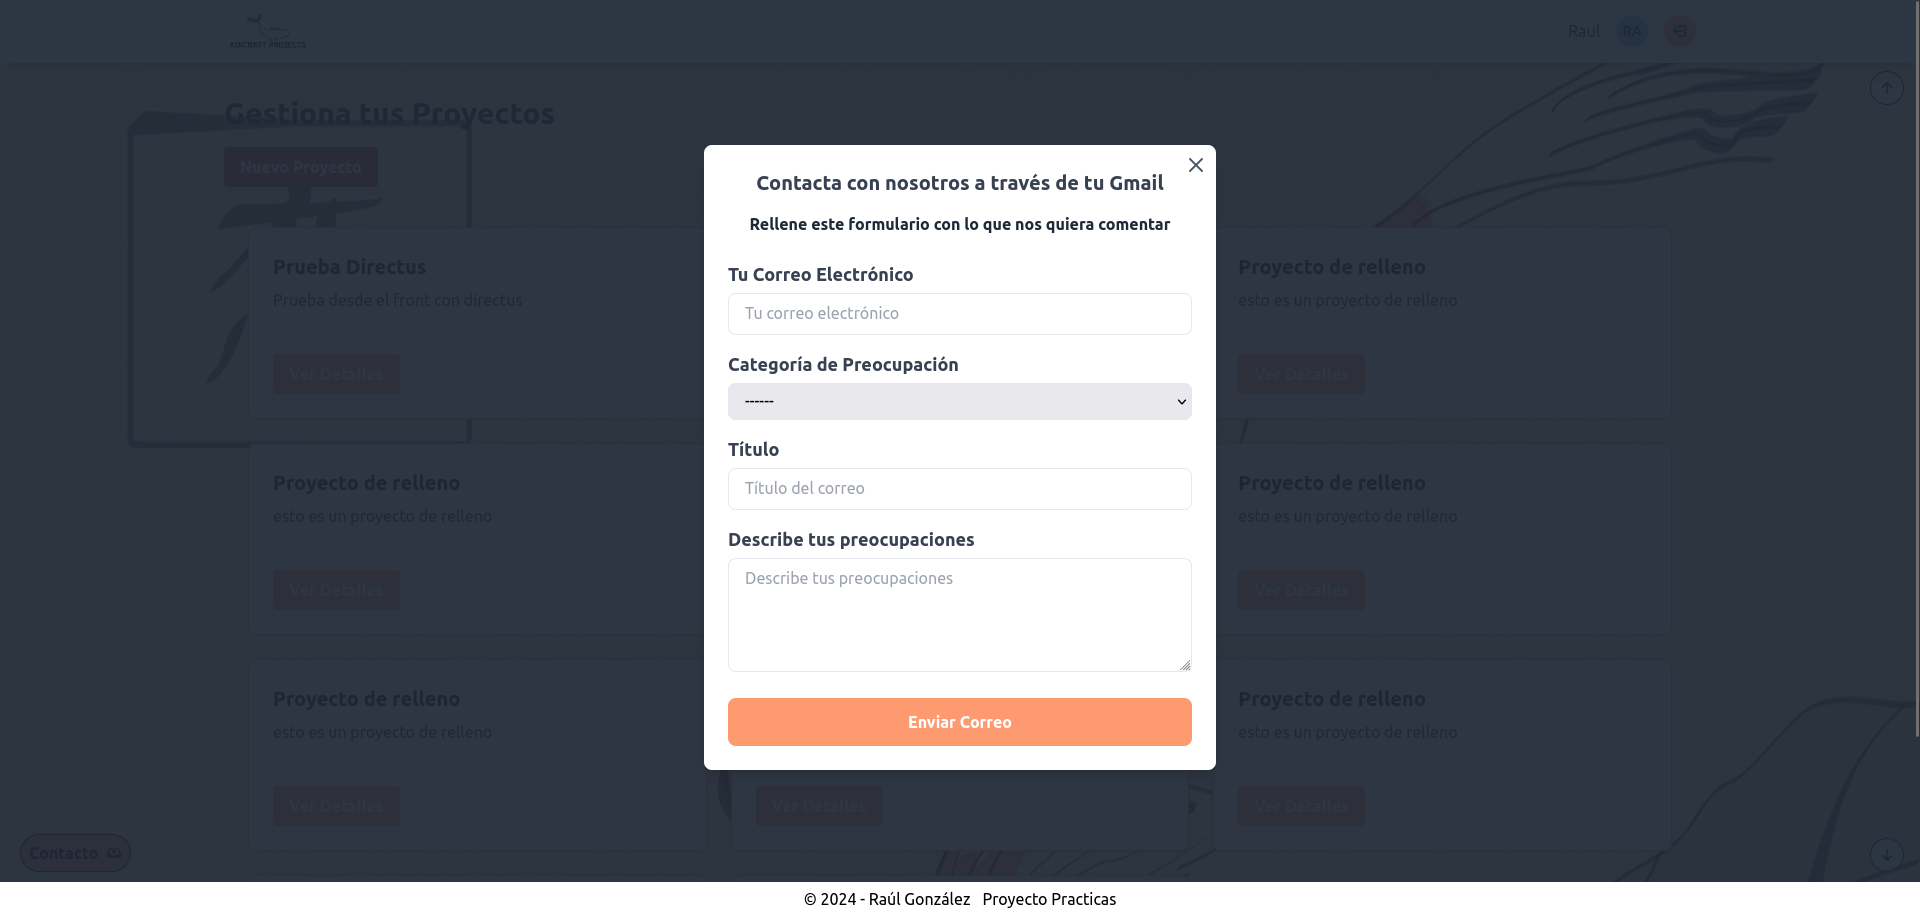 KOICRAFT PROJECTS
Raul
RA
Gestiona tus Proyectos
Nuevo Proyecto
Contacta con nosotros a través de tu Gmail
Rellene este formulario con lo que nos quiera comentar
Tu Correo Electrónico
Tu correo electrónico
Categoría de Preocupación
------
Título
Título del correo
Describe tus preocupaciones
Describe tus preocupaciones
Enviar Correo
Prueba Directus
Prueba desde el front con directus
Ver Detalles
Proyecto de relleno
esto es un proyecto de relleno
Ver Detalles
Proyecto de relleno
esto es un proyecto de relleno
Ver Detalles
Proyecto de relleno
esto es un proyecto de relleno
Ver Detalles
Proyecto de relleno
esto es un proyecto de relleno
Ver Detalles
Ver Detalles
Proyecto de relleno
esto es un proyecto de relleno
Ver Detalles
Contacto
© 2024 - Raúl González Proyecto Practicas